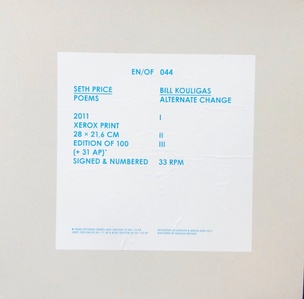 EN/OF 044
SETH PRICE
POEMS
BILL KOULIGAS
ALTERNATE CHANGE
2011
XEROX PRINT
28 × 21,6 CM
EDITION OF 100
(+ 31 AP)*
SIGNED & NUMBERED
I
II
III
33 RPM